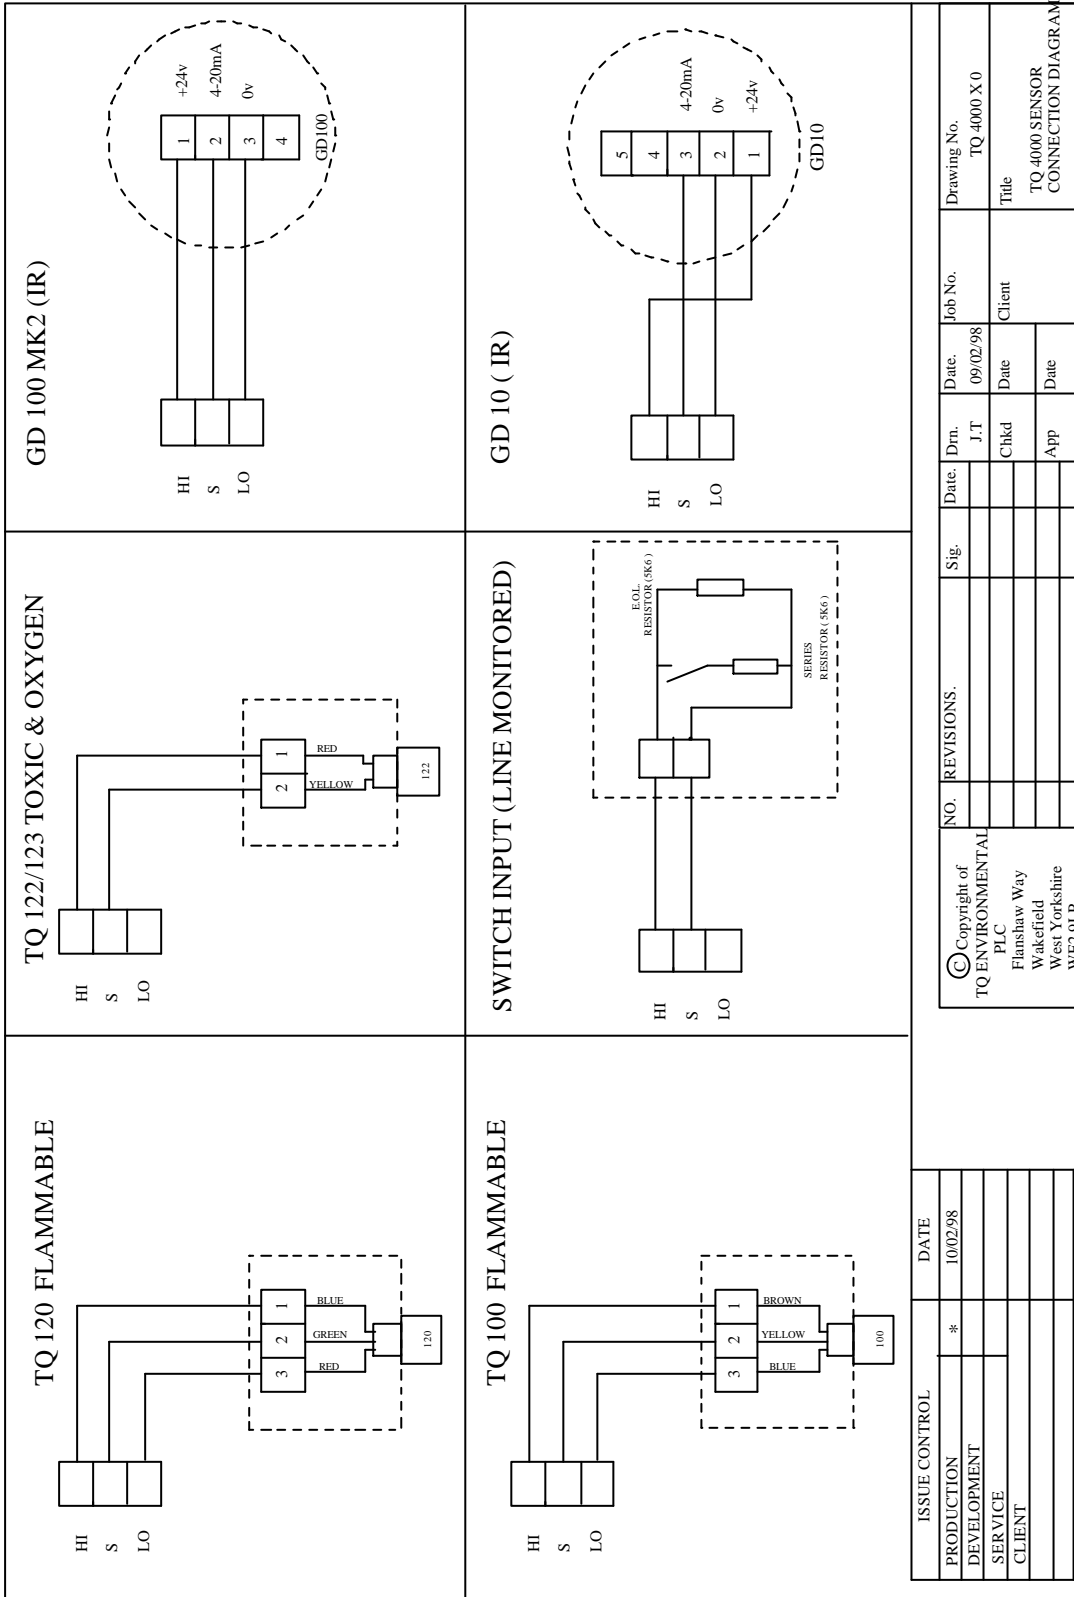 TQ 120 FLAMMABLE
HI
S
LO
3
2
1
BLUE
GREEN
RED
120
TQ 122/123 TOXIC & OXYGEN
HI
S
LO
2
1
RED
YELLOW
122
GD 100 MK2 (IR)
HI
S
LO
1
2
3
4
+24v
4-20mA
0v
GD100
TQ 100 FLAMMABLE
HI
S
LO
3
2
1
BROWN
YELLOW
BLUE
100
SWITCH INPUT (LINE MONITORED)
HI
S
LO
E.O.L.
RESISTOR (5K6 )
SERIES
RESISTOR ( 5K6 )
GD 10 ( IR)
HI
S
LO
5
4
3
2
1
4-20mA
0v
+24v
GD10
ISSUE CONTROL DATE
PRODUCTION * 10/02/98
DEVELOPMENT
SERVICE
CLIENT
C Copyright of
TQ ENVIRONMENTAL
PLC
Flanshaw Way
Wakefield
West Yorkshire
WF2 9LR
NO. REVISIONS. Sig. Date.
Drn. Date. Job No. Drawing No.
J.T 09/02/98 TQ 4000 X 0
Chkd Date Client Title
TQ 4000 SENSOR
CONNECTION DIAGRAM
App Date